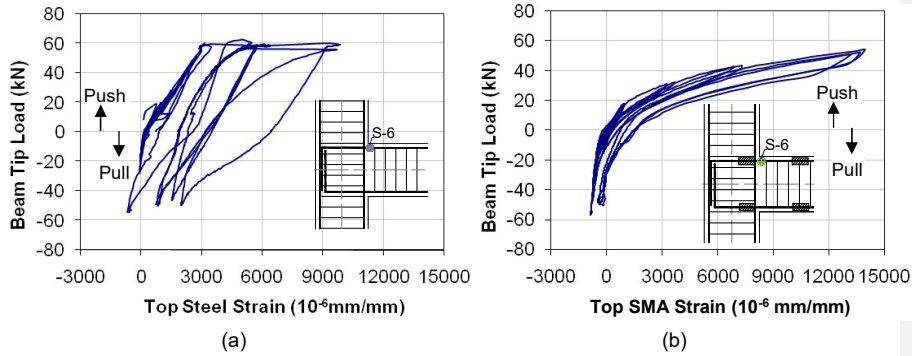 (a)
80
60
40
20
0
-20
-40
-60
-80
Beam Tip Load (kN)
Push
Pull
S-6
-3000 0 3000 6000 9000 12000 15000
Top Steel Strain (10⁻⁶mm/mm)
(a)
(b)
80
60
40
20
0
-20
-40
-60
-80
Beam Tip Load (kN)
Push
Pull
S-6
-3000 0 3000 6000 9000 12000 15000
Top SMA Strain (10⁻⁶ mm/mm)
(b)